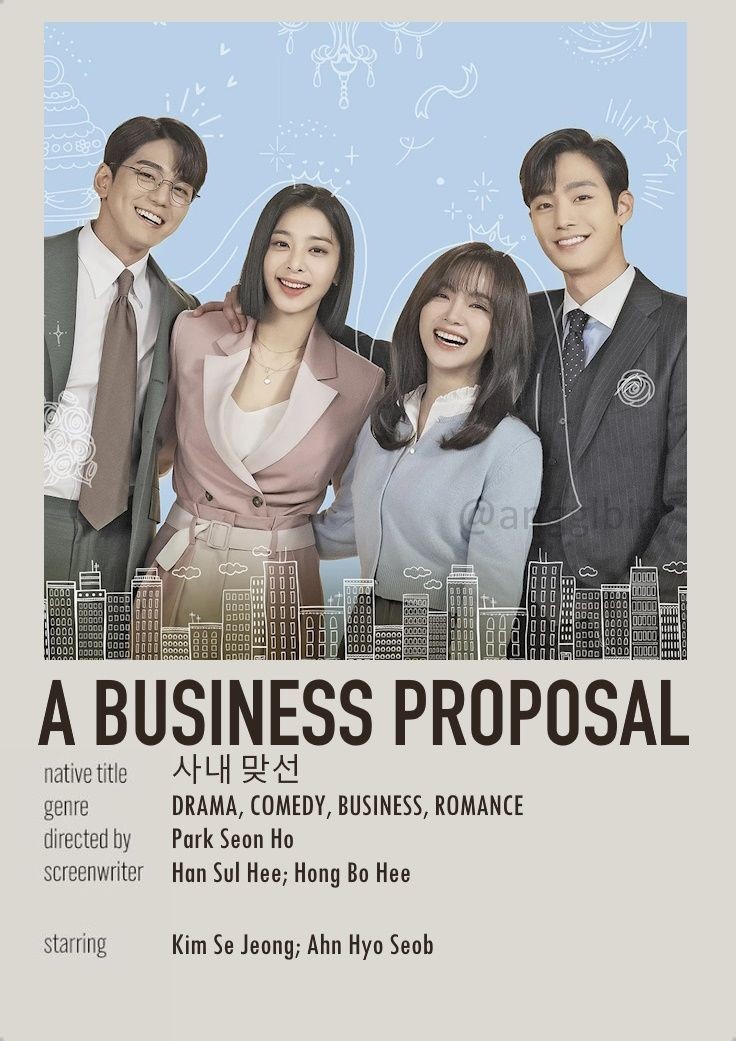 A BUSINESS PROPOSAL
native title 사내 맞선
genre DRAMA, COMEDY, BUSINESS, ROMANCE
directed by Park Seon Ho
screenwriter Han Sul Hee; Hong Bo Hee
starring Kim Se Jeong; Ahn Hyo Seob